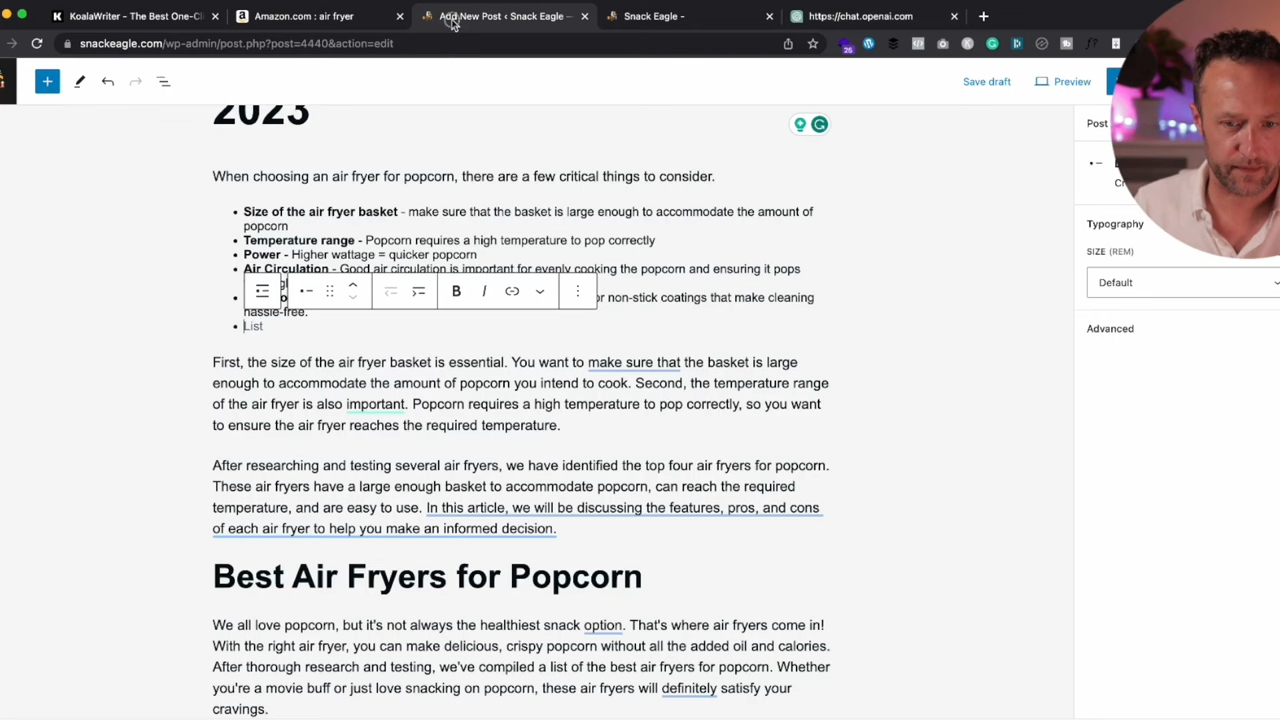 KoalaWriter - The Best One-Cl
Amazon.com : air fryer
Add New Post ‹ Snack Eagle —
Snack Eagle -
https://chat.openai.com
snackeagle.com/wp-admin/post.php?post=4440&action=edit
26
Save draft
Preview
2023
Post
When choosing an air fryer for popcorn, there are a few critical things to consider.
Size of the air fryer basket - make sure that the basket is large enough to accommodate the amount of
popcorn
Temperature range - Popcorn requires a high temperature to pop correctly
Power - Higher wattage = quicker popcorn
Air Circulation - Good air circulation is important for evenly cooking the popcorn and ensuring it pops
or non-stick coatings that make cleaning
hassle-free.
List
Typography
SIZE (REM)
Default
Advanced
First, the size of the air fryer basket is essential. You want to make sure that the basket is large
enough to accommodate the amount of popcorn you intend to cook. Second, the temperature range
of the air fryer is also important. Popcorn requires a high temperature to pop correctly, so you want
to ensure the air fryer reaches the required temperature.
After researching and testing several air fryers, we have identified the top four air fryers for popcorn.
These air fryers have a large enough basket to accommodate popcorn, can reach the required
temperature, and are easy to use. In this article, we will be discussing the features, pros, and cons
of each air fryer to help you make an informed decision.
Best Air Fryers for Popcorn
We all love popcorn, but it's not always the healthiest snack option. That's where air fryers come in!
With the right air fryer, you can make delicious, crispy popcorn without all the added oil and calories.
After thorough research and testing, we've compiled a list of the best air fryers for popcorn. Whether
you're a movie buff or just love snacking on popcorn, these air fryers will definitely satisfy your
cravings.